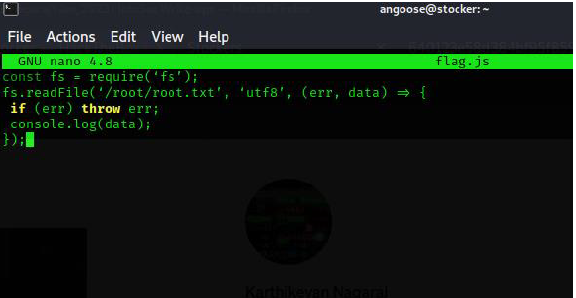 angoose@stocker: ~
File Actions Edit View Help
GNU nano 4.8 flag.js
const fs = require(‘fs’);
fs.readFile(‘/root/root.txt’, ‘utf8’, (err, data) ⇒ {
if (err) throw err;
console.log(data);
});
Karthikeyan Nagaraj